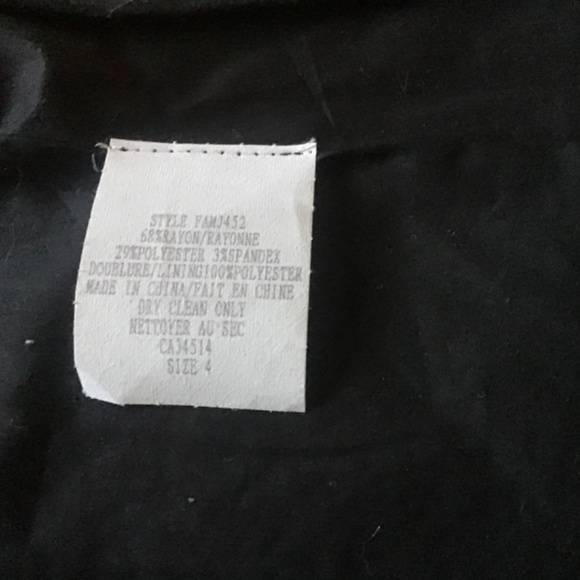 STYLE FAMJ452
68%RAYON/RAYONNE
29%POLYESTER 3%SPANDEX
DOUBLURE/LINING100%POLYESTER
MADE IN CHINA/FAIT EN CHINE
DRY CLEAN ONLY
NETTOYER AU SEC
CA34514
SIZE 4